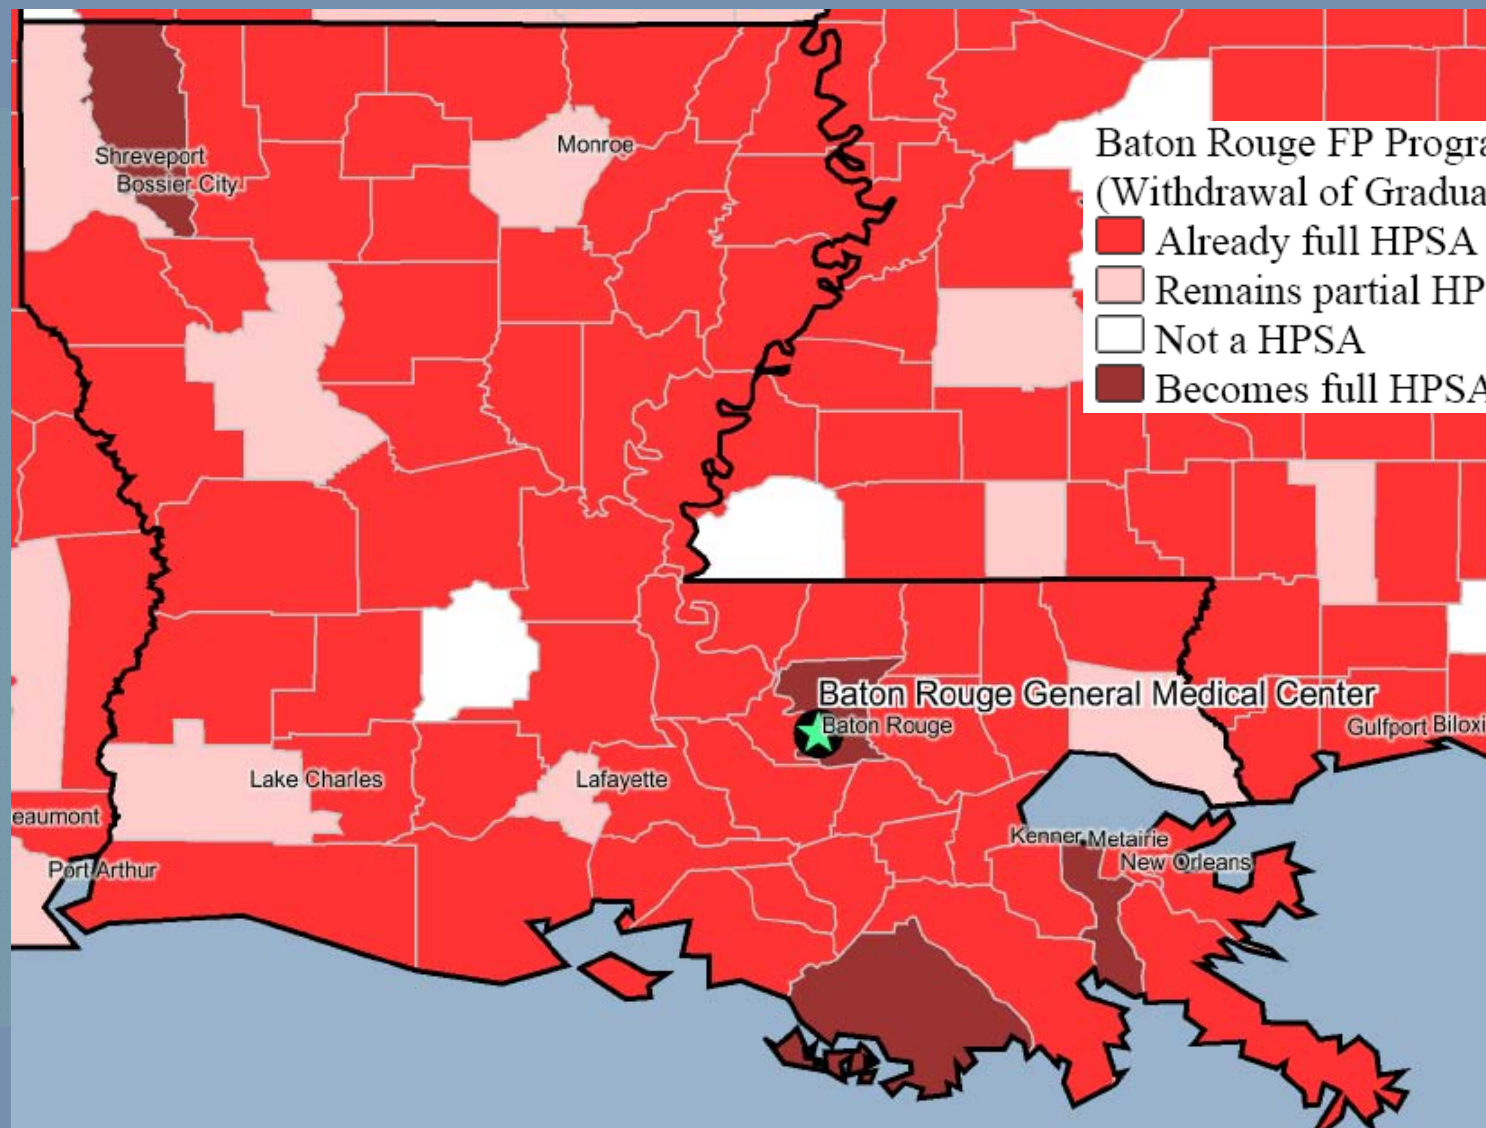 Monroe
Shreveport
Bossier City
Baton Rouge FP Progra
(Withdrawal of Gradua
Already full HPSA
Remains partial HP
Not a HPSA
Becomes full HPSA
Baton Rouge General Medical Center
Baton Rouge
Gulfport Biloxi
Lake Charles
Lafayette
eaumont
Kenner Metairie
New Orleans
Port Arthur